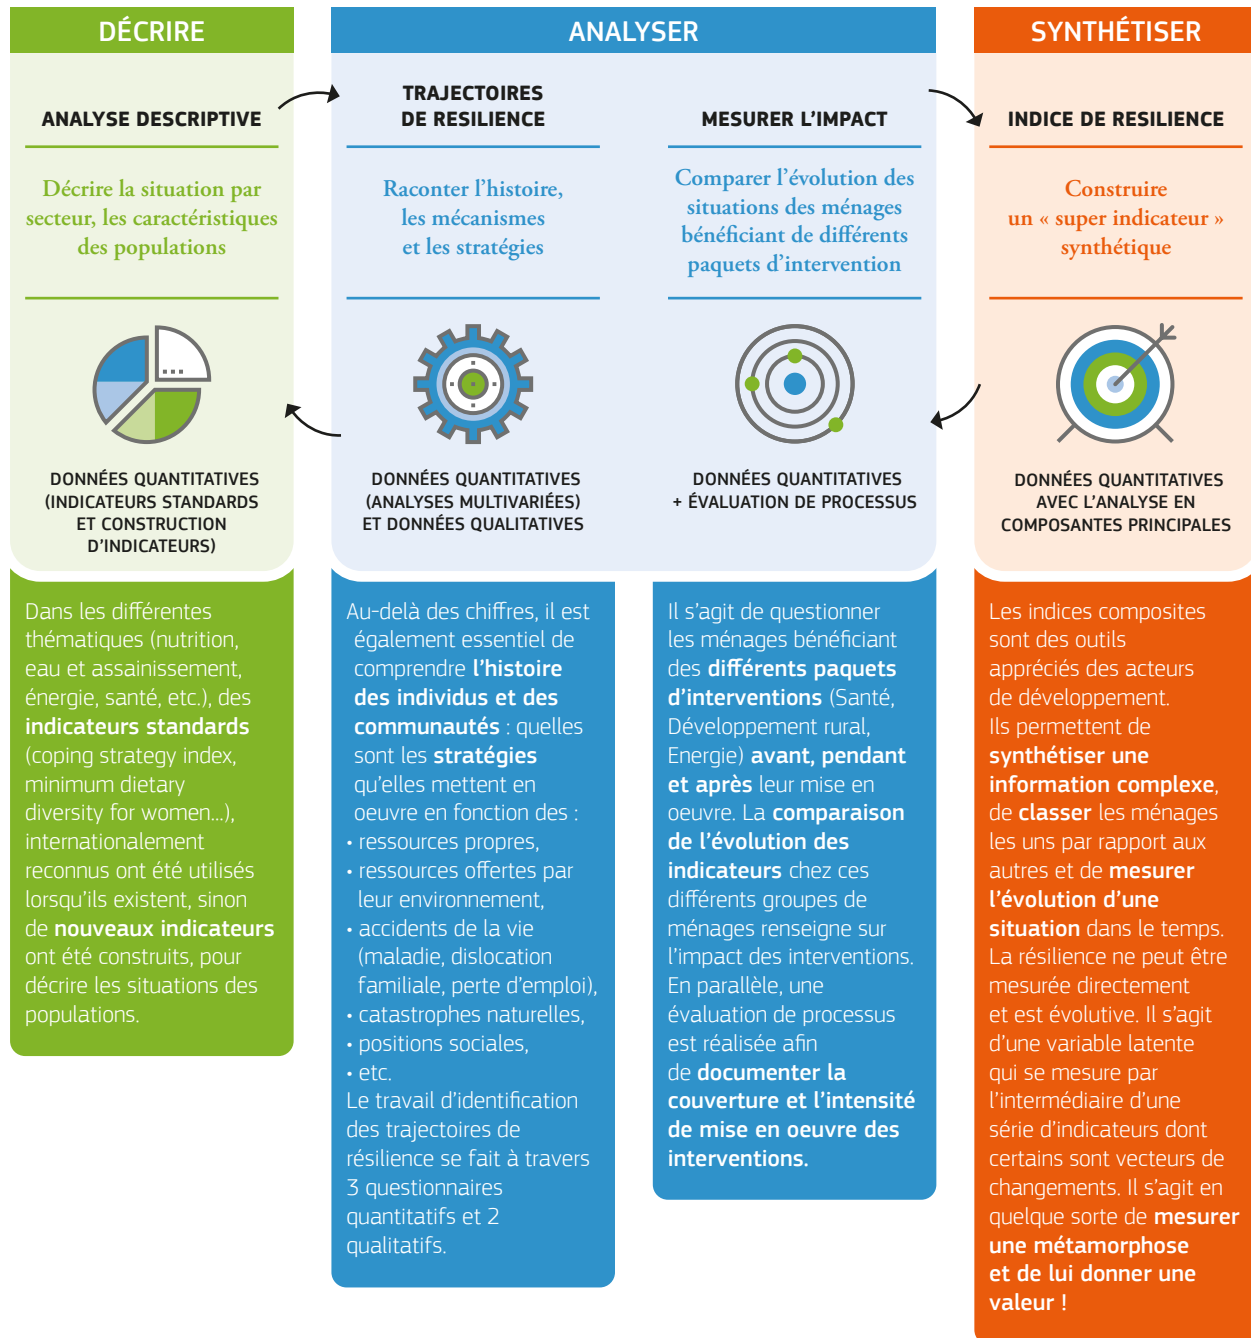 DÉCRIRE
ANALYSE DESCRIPTIVE
Décrire la situation par
secteur, les caractéristiques
des populations
DONNÉES QUANTITATIVES
(INDICATEURS STANDARDS
ET CONSTRUCTION
D'INDICATEURS)
Dans les différentes
thématiques (nutrition,
eau et assainissement,
énergie, santé, etc.), des
indicateurs standards
(coping strategy index,
minimum dietary
diversity for women...),
internationalement
reconnus ont été utilisés
lorsqu'ils existent, sinon
de nouveaux indicateurs
ont été construits, pour
décrire les situations des
populations.
ANALYSER
TRAJECTOIRES
DE RESILIENCE
Raconter l'histoire,
les mécanismes
et les stratégies
DONNÉES QUANTITATIVES
(ANALYSES MULTIVARIÉES)
ET DONNÉES QUALITATIVES
Au-delà des chiffres, il est
également essentiel de
comprendre l'histoire
des individus et des
communautés : quelles
sont les stratégies
qu'elles mettent en
oeuvre en fonction des :
• ressources propres,
• ressources offertes par
leur environnement,
• accidents de la vie
(maladie, dislocation
familiale, perte d'emploi),
• catastrophes naturelles,
• positions sociales,
• etc.
Le travail d'identification
des trajectoires de
résilience se fait à travers
3 questionnaires
quantitatifs et 2
qualitatifs.
MESURER L'IMPACT
Comparer l'évolution des
situations des ménages
bénéficiant de différents
paquets d'intervention
DONNÉES QUANTITATIVES
+ ÉVALUATION DE PROCESSUS
Il s'agit de questionner
les ménages bénéficiant
des différents paquets
d'interventions (Santé,
Développement rural,
Energie) avant, pendant
et après leur mise en
oeuvre. La comparaison
de l'évolution des
indicateurs chez ces
différents groupes de
ménages renseigne sur
l'impact des interventions.
En parallèle, une
évaluation de processus
est réalisée afin
de documenter la
couverture et l'intensité
de mise en oeuvre des
interventions.
SYNTHÉTISER
INDICE DE RESILIENCE
Construire
un « super indicateur »
synthétique
DONNÉES QUANTITATIVES
AVEC L'ANALYSE EN
COMPOSANTES PRINCIPALES
Les indices composites
sont des outils
appréciés des acteurs
de développement.
Ils permettent de
synthétiser une
information complexe,
de classer les ménages
les uns par rapport aux
autres et de mesurer
l'évolution d'une
situation dans le temps.
La résilience ne peut être
mesurée directement
et est évolutive. Il s'agit
d'une variable latente
qui se mesure par
l'intermédiaire d'une
série d'indicateurs dont
certains sont vecteurs de
changements. Il s'agit en
quelque sorte de mesurer
une métamorphose
et de lui donner une
valeur !